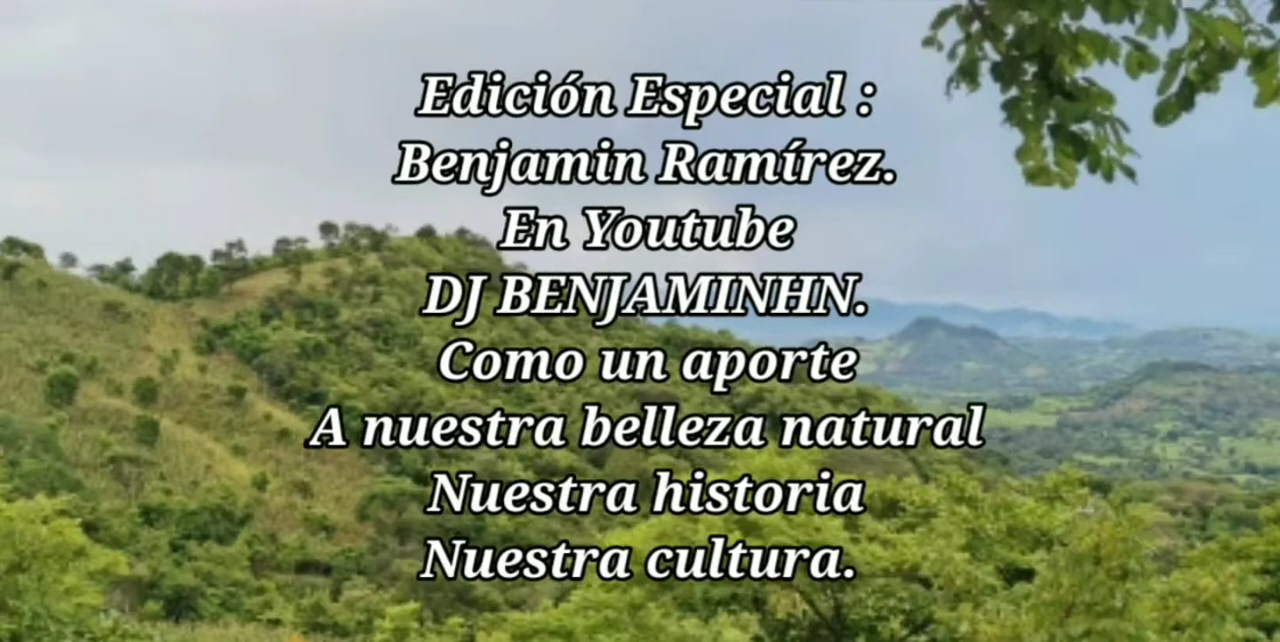 Edición Especial :
Benjamin Ramírez.
En Youtube
DJ BENJAMINHN.
Como un aporte
A nuestra belleza natural
Nuestra historia
Nuestra cultura.